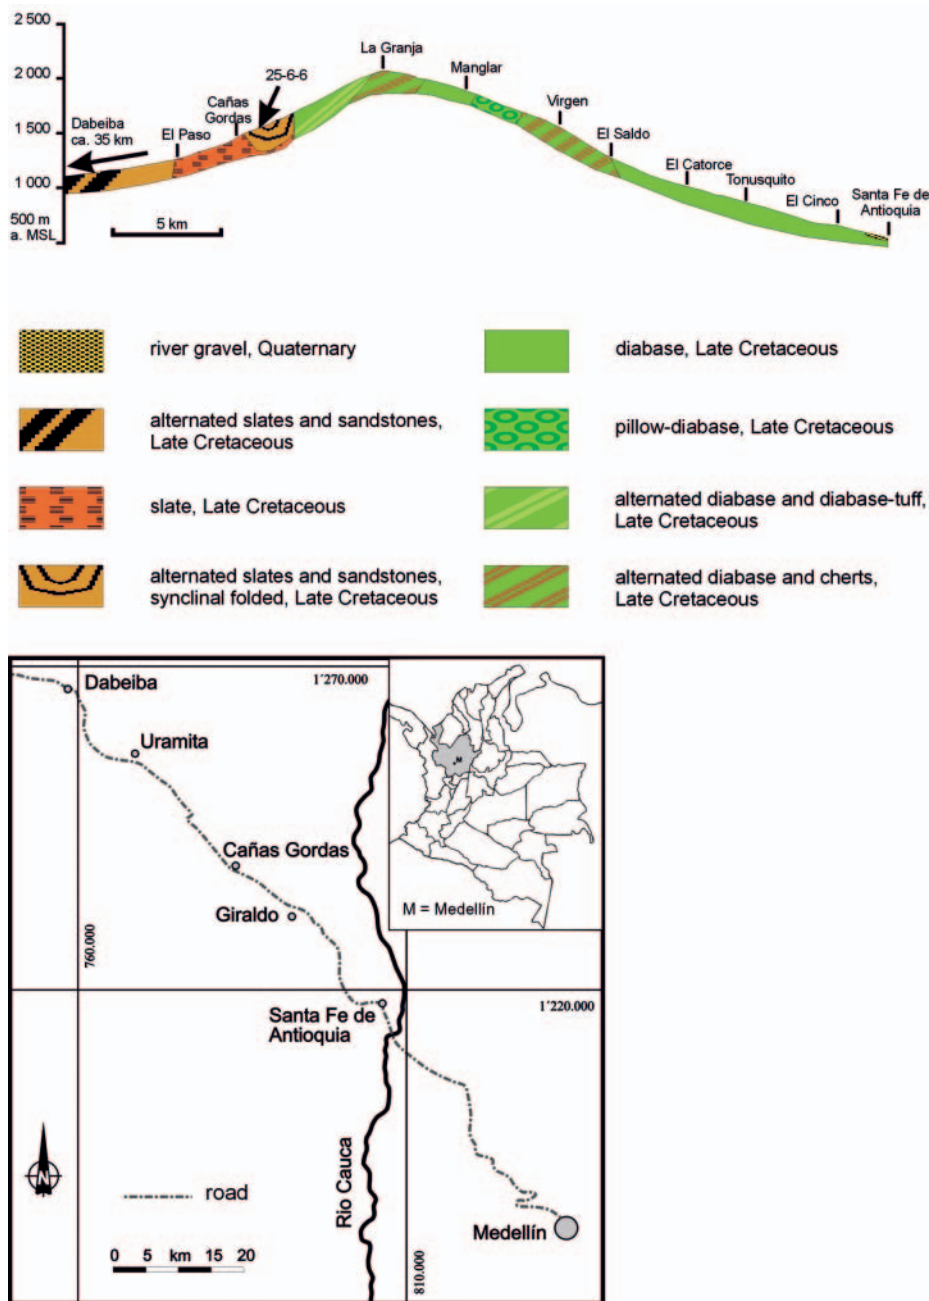 2 500
2 000
1 500
1 000
500 m
a. MSL
Dabeiba
ca. 35 km
El Paso
Cañas
Gordas
25-6-6
La Granja
Manglar
Virgen
El Saldo
El Catorce
Tonusquito
El Cinco
Santa Fe de
Antioquia
5 km
river gravel, Quaternary
alternated slates and sandstones,
Late Cretaceous
slate, Late Cretaceous
alternated slates and sandstones,
synclinal folded, Late Cretaceous
diabase, Late Cretaceous
pillow-diabase, Late Cretaceous
alternated diabase and diabase-tuff,
Late Cretaceous
alternated diabase and cherts,
Late Cretaceous
Dabeiba
1´270.000
Uramita
M
Cañas Gordas
Giraldo
M = Medellín
760.000
Santa Fe de
Antioquia
1´220.000
Rio Cauca
N
road
Medellín
0 5 km 15 20
810.000